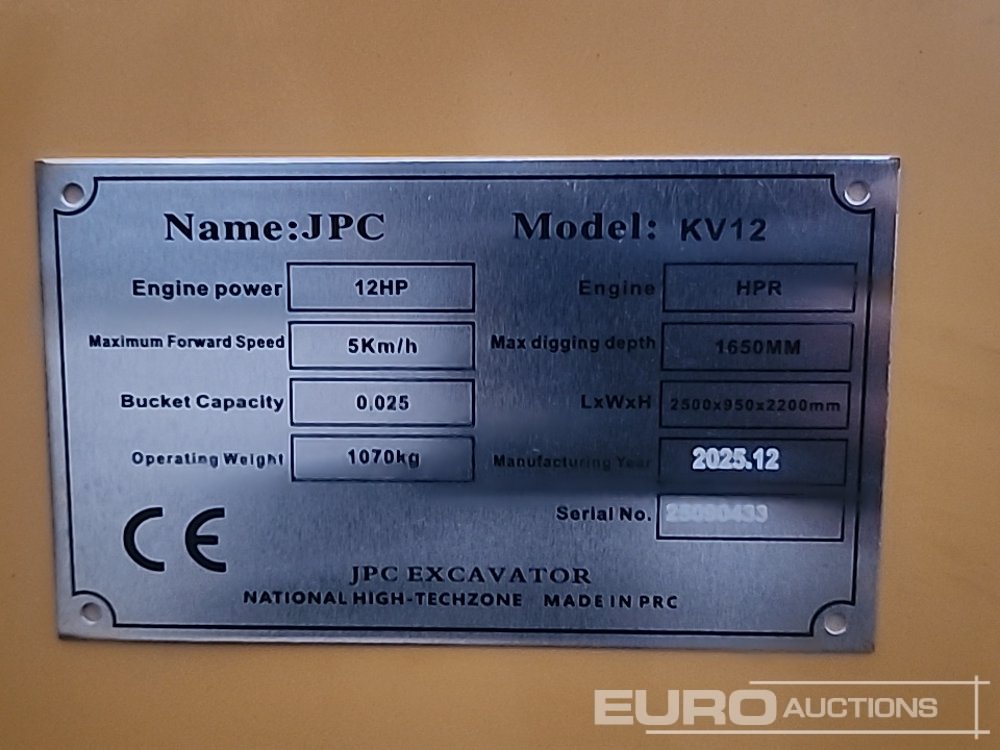 Name:JPC Model: KV12
Engine power 12HP Engine HPR
Maximum Forward Speed 5Km/h Max digging depth 1650MM
Bucket Capacity 0.025 LxWxH 2500x950x2200mm
Operating Weight 1070kg Manufacturing Year 2025.12
Serial No. 25090433
CE
JPC EXCAVATOR
NATIONAL HIGH-TECHZONE MADE IN PRC
EURO AUCTIONS